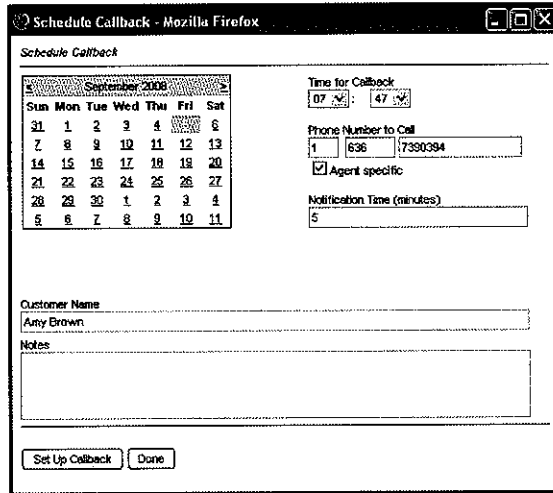 Schedule Callback - Mozilla Firefox
Schedule Callback
< September 2008 >
Sun Mon Tue Wed Thu Fri Sat
31 1 2 3 4 6
7 8 9 10 11 12 13
14 15 16 17 18 19 20
21 22 23 24 25 26 27
28 29 30 1 2 3 4
5 6 7 8 9 10 11
Time for Callback
07 : 47
Phone Number to Call
1 636 7390394
Agent specific
Notification Time (minutes)
5
Customer Name
Amy Brown
Notes
Set Up Callback Done